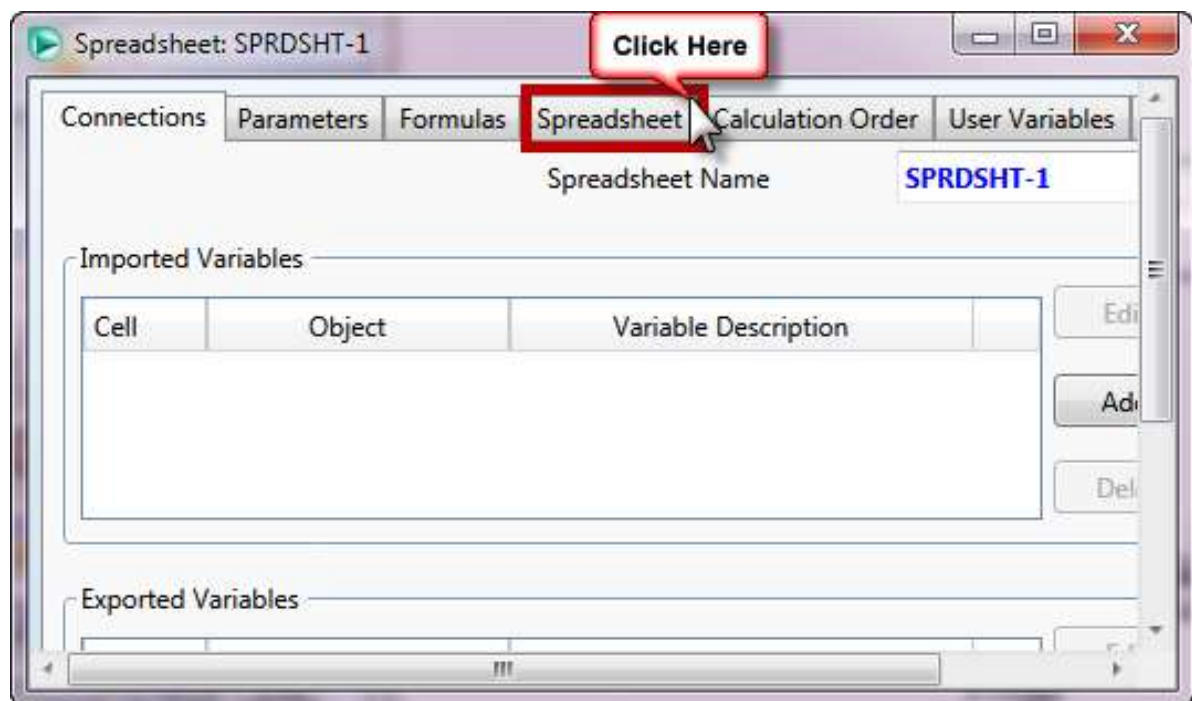 Spreadsheet: SPRDSHT-1
Click Here
Connections Parameters Formulas Spreadsheet Calculation Order User Variables
Spreadsheet Name SPRDSHT-1
Imported Variables
Cell Object Variable Description
Exported Variables